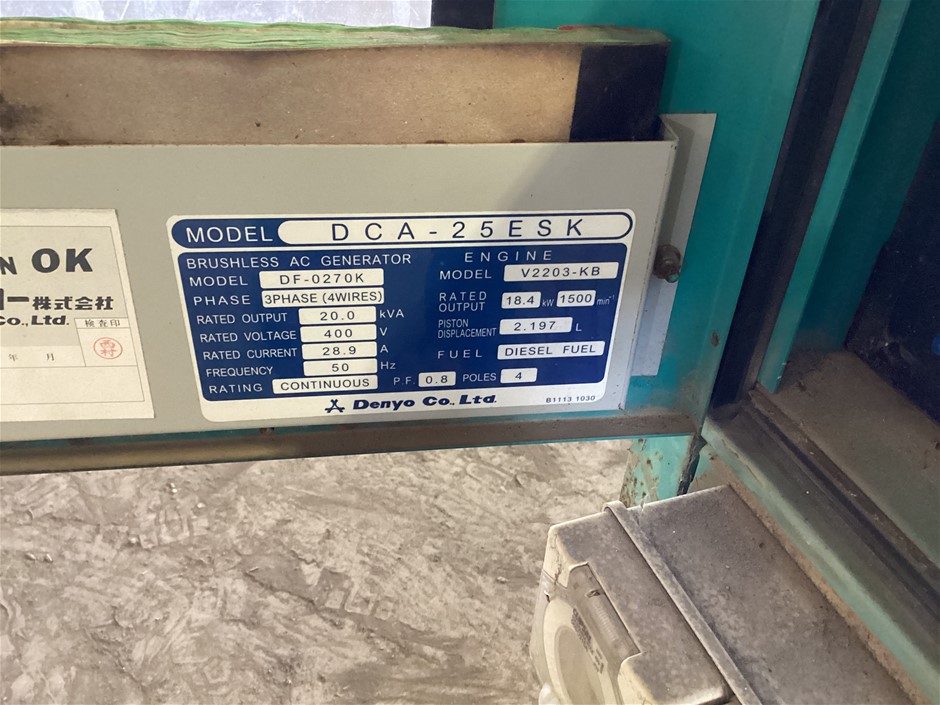 N OK
ー株式会社
Co.,Ltd.
検査印
年 月
西村
MODEL DCA-25ESK
BRUSHLESS AC GENERATOR
MODEL DF-0270K
PHASE 3PHASE (4WIRES)
RATED OUTPUT 20.0 kVA
RATED VOLTAGE 400 V
RATED CURRENT 28.9 A
FREQUENCY 50 Hz
RATING CONTINUOUS P.F. 0.8 POLES 4
ENGINE
MODEL V2203-KB
RATED OUTPUT 18.4 kW 1500 min⁻¹
PISTON DISPLACEMENT 2.197 L
FUEL DIESEL FUEL
Denyo Co., Ltd.
B1113 1030